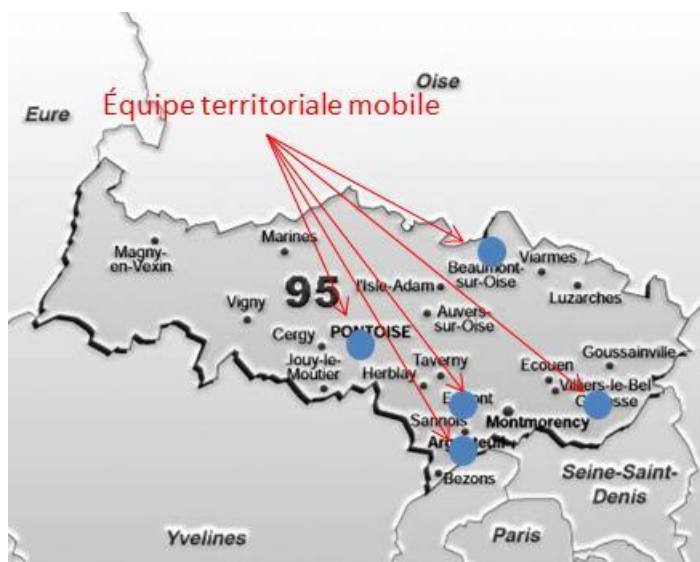 Oise
Équipe territoriale mobile
Eure
Magny-
en-Vexin
Marines
Beaumont-
sur-Oise
Viarmes
95
l'Isle-Adam
Luzarches
Vigny
Auvers-
sur-Oise
Cergy
PONTOISE
Jouy-le-
Moutier
Herblay
Taverny
Ecouen
Goussainville
Villiers-le-Bel
Sannois
Montmorency
Bezons
Seine-Saint-
Denis
Yvelines
Paris